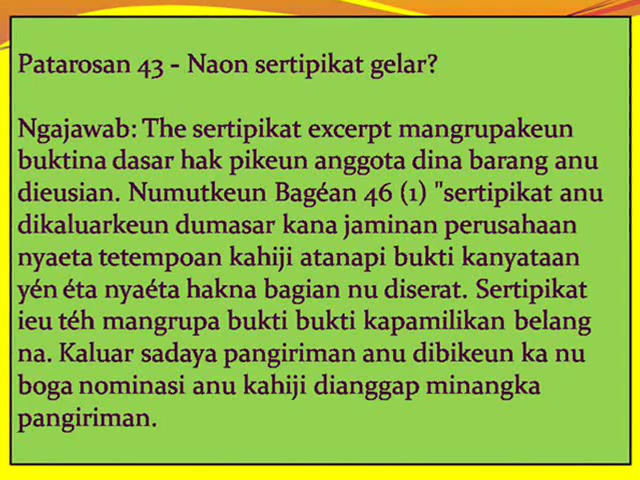 Patarosan 43 - Naon sertipikat gelar?
Ngajawab: The sertipikat excerpt mangrupakeun
buktina dasar hak pikeun anggota dina barang anu
dieusian. Numutkeun Bagéan 46 (1) "sertipikat anu
dikaluarkeun dumasar kana jaminan perusahaan
nyaeta tetempoan kahiji atanapi bukti kanyataan
yén éta nyaéta hakna bagian nu diserat. Sertipikat
ieu téh mangrupa bukti bukti kapamilikan belang
na. Kaluar sadaya pangiriman anu dibikeun ka nu
boga nominasi anu kahiji dianggap minangka
pangiriman.